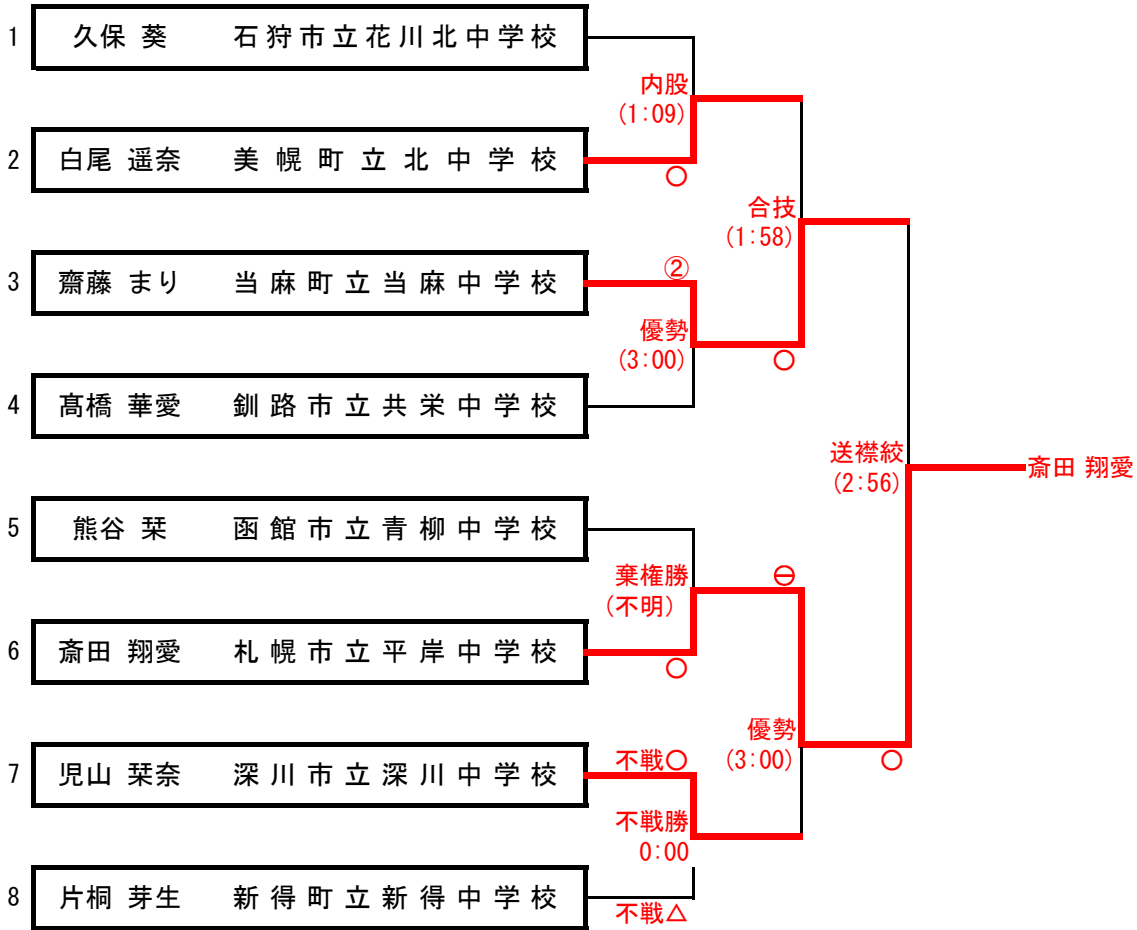 1 久保 葵 石狩市立花川北中学校
内股
(1:09)
2 白尾 遥奈 美幌町立北中学校
○
合技
(1:58)
3 齋藤 まり 当麻町立当麻中学校
②
優勢
(3:00)
○
4 髙橋 華愛 釧路市立共栄中学校
送襟絞
(2:56)
斎田 翔愛
5 熊谷 栞 函館市立青柳中学校
棄権勝
(不明)
⊖
6 斎田 翔愛 札幌市立平岸中学校
○
優勢
(3:00)
○
7 児山 栞奈 深川市立深川中学校
不戦○
不戦勝
0:00
8 片桐 芽生 新得町立新得中学校
不戦△